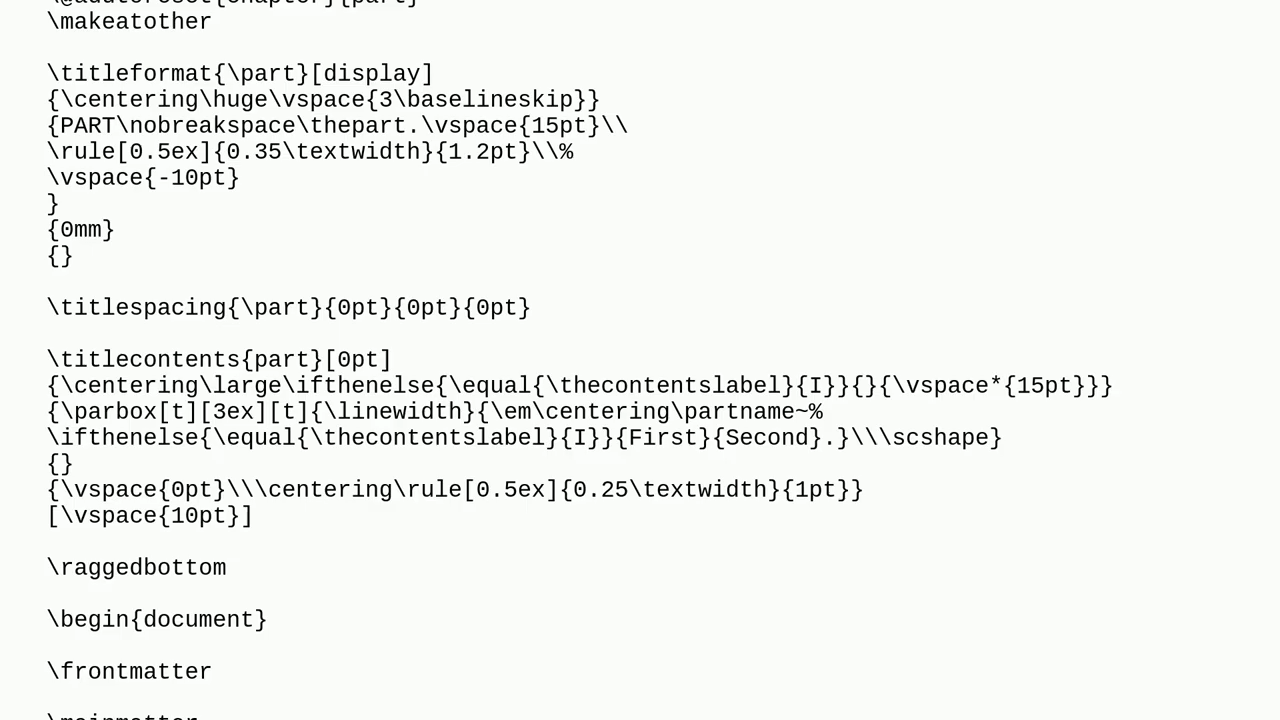 \makeatother
\titleformat{\part}[display]
{\centering\huge\vspace{3\baselineskip}}
{PART\nobreakspace\thepart.\vspace{15pt}\\
\rule[0.5ex]{0.35\textwidth}{1.2pt}\\%
\vspace{-10pt}
}
{0mm}
{}
\titlespacing{\part}{0pt}{0pt}{0pt}
\titlecontents{part}[0pt]
{\centering\large\ifthenelse{\equal{\thecontentslabel}{I}}{}{\vspace*{15pt}}}
{\parbox[t][3ex][t]{\linewidth}{\em\centering\partname~%
\ifthenelse{\equal{\thecontentslabel}{I}}{First}{Second}.}\\\scshape}
{}
{\vspace{0pt}\\\centering\rule[0.5ex]{0.25\textwidth}{1pt}}
[\vspace{10pt}]
\raggedbottom
\begin{document}
\frontmatter
\mainmatter